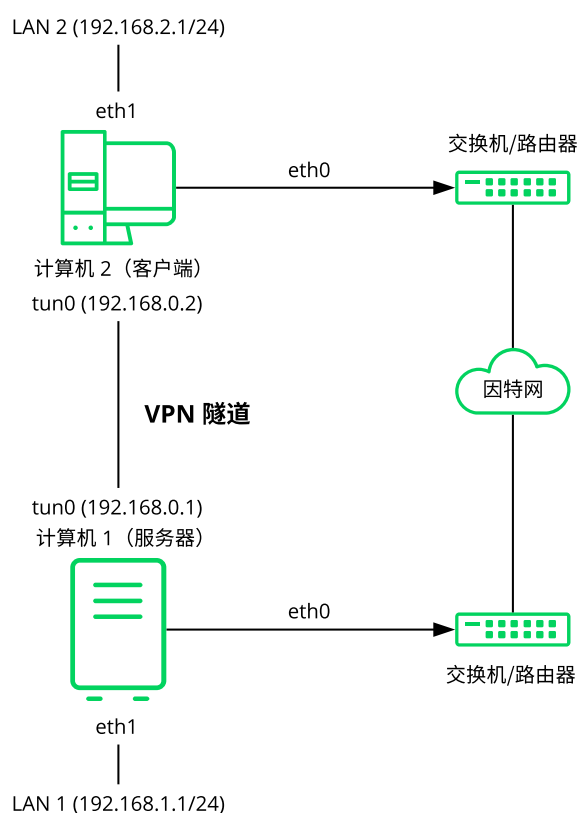 LAN 2 (192.168.2.1/24)
eth1
交换机/路由器
eth0
计算机 2（客户端）
tun0 (192.168.0.2)
因特网
VPN 隧道
tun0 (192.168.0.1)
计算机 1（服务器）
eth0
交换机/路由器
eth1
LAN 1 (192.168.1.1/24)